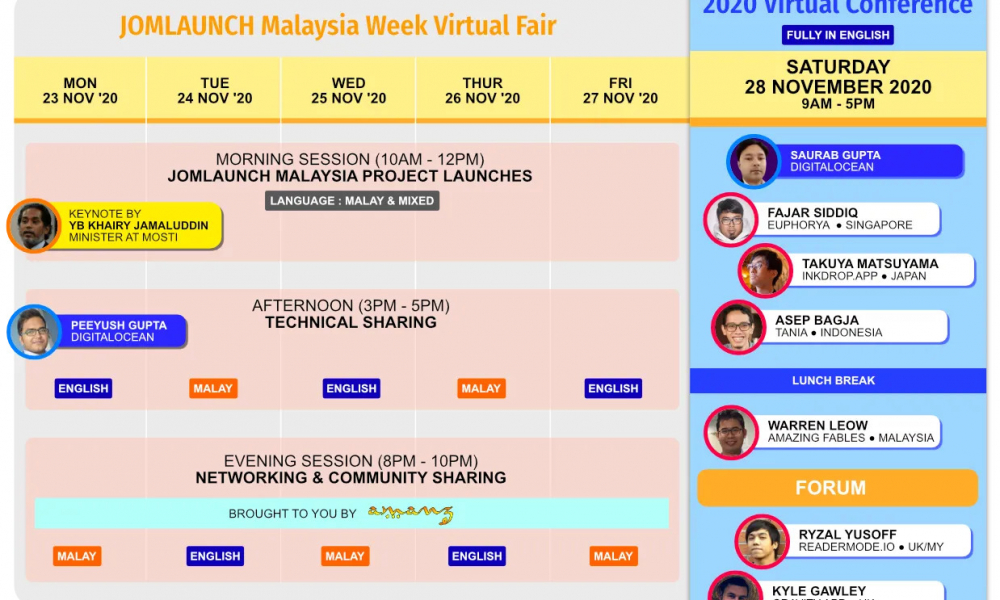 JOMLAUNCH Malaysia Week Virtual Fair
MON
23 NOV '20
TUE
24 NOV '20
WED
25 NOV '20
THUR
26 NOV '20
FRI
27 NOV '20
MORNING SESSION (10AM - 12PM)
JOMLAUNCH MALAYSIA PROJECT LAUNCHES
LANGUAGE : MALAY & MIXED
KEYNOTE BY
YB KHAIRY JAMALUDDIN
MINISTER AT MOSTI
AFTERNOON (3PM - 5PM)
TECHNICAL SHARING
PEEYUSH GUPTA
DIGITALOCEAN
ENGLISH
MALAY
ENGLISH
MALAY
ENGLISH
EVENING SESSION (8PM - 10PM)
NETWORKING & COMMUNITY SHARING
BROUGHT TO YOU BY amanz
MALAY
ENGLISH
MALAY
ENGLISH
MALAY
2020 Virtual Conference
FULLY IN ENGLISH
SATURDAY
28 NOVEMBER 2020
9AM - 5PM
SAURAB GUPTA
DIGITALOCEAN
FAJAR SIDDIQ
EUPHORYA ● SINGAPORE
TAKUYA MATSUYAMA
INKDROP.APP ● JAPAN
ASEP BAGJA
TANIA ● INDONESIA
LUNCH BREAK
WARREN LEOW
AMAZING FABLES ● MALAYSIA
FORUM
RYZAL YUSOFF
READERMODE.IO ● UK/MY
KYLE GAWLEY